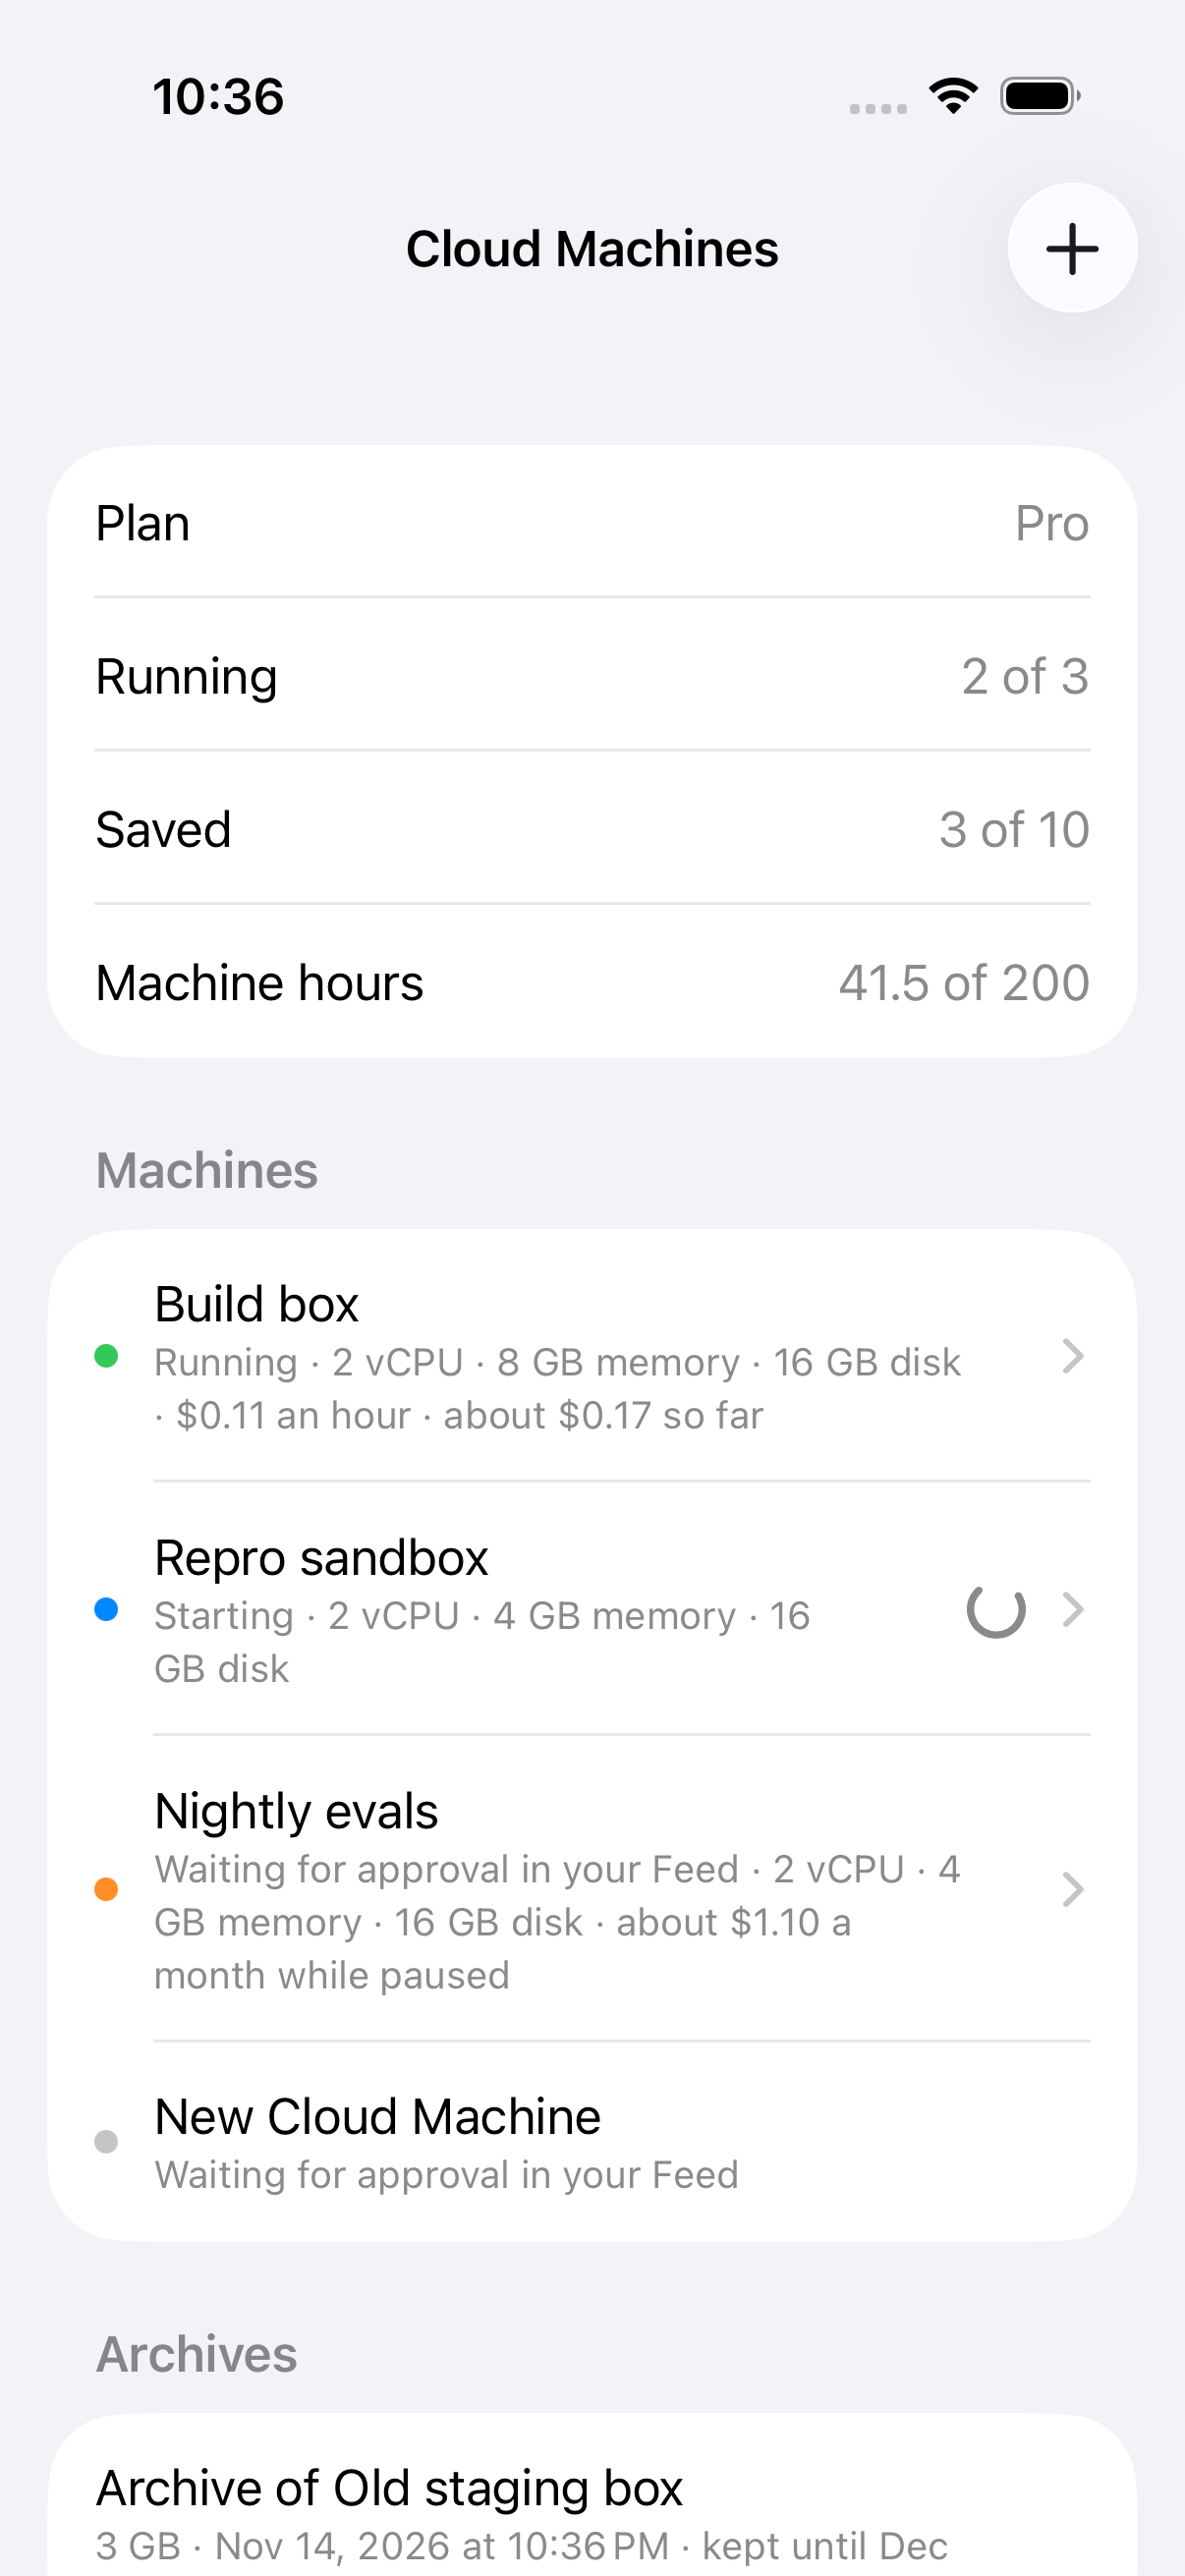 10:36
Cloud Machines
Plan
Pro
Running
2 of 3
Saved
3 of 10
Machine hours
41.5 of 200
Machines
Build box
Running · 2 vCPU · 8 GB memory · 16 GB disk
· $0.11 an hour · about $0.17 so far
Repro sandbox
Starting · 2 vCPU · 4 GB memory · 16
GB disk
Nightly evals
Waiting for approval in your Feed · 2 vCPU · 4
GB memory · 16 GB disk · about $1.10 a
month while paused
New Cloud Machine
Waiting for approval in your Feed
Archives
Archive of Old staging box
3 GB · Nov 14, 2026 at 10:36 PM · kept until Dec